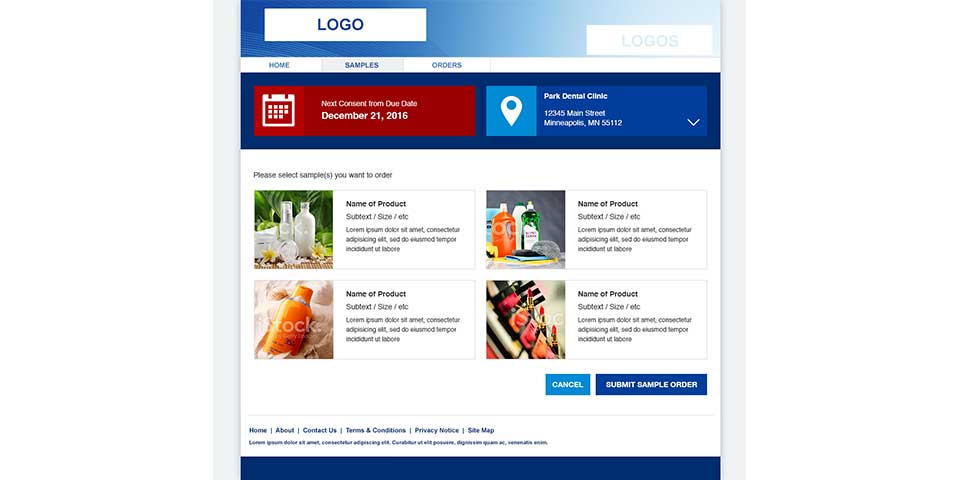 LOGO
LOGOS
HOME
SAMPLES
ORDERS
Next Consent from Due Date
December 21, 2016
Park Dental Clinic
12345 Main Street
Minneapolis, MN 55112
Please select sample(s) you want to order
Name of Product
Subtext / Size / etc
Lorem ipsum dolor sit amet, consectetur
adipisicing elit, sed do eiusmod tempor
incididunt ut labore
Name of Product
Subtext / Size / etc
Lorem ipsum dolor sit amet, consectetur
adipisicing elit, sed do eiusmod tempor
incididunt ut labore
iStock.
Name of Product
Subtext / Size / etc
Lorem ipsum dolor sit amet, consectetur
adipisicing elit, sed do eiusmod tempor
incididunt ut labore
Name of Product
Subtext / Size / etc
Lorem ipsum dolor sit amet, consectetur
adipisicing elit, sed do eiusmod tempor
incididunt ut labore
CANCEL
SUBMIT SAMPLE ORDER
Home | About | Contact Us | Terms & Conditions | Privacy Notice | Site Map
Lorem ipsum dolor sit amet, consectetur adipiscing elit. Curabitur ut elit posuere, dignissim quam ac, venenatis enim.